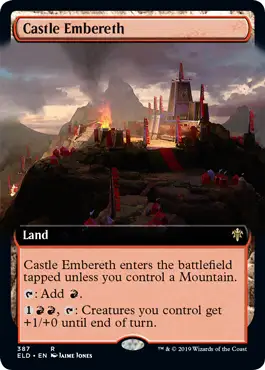 Castle Embereth
Land
Castle Embereth enters the battlefield
tapped unless you control a Mountain.
: Add .
1 , : Creatures you control get
+1/+0 until end of turn.
387 R
ELD • EN JAIME JONES
™ & © 2019 Wizards of the Coast